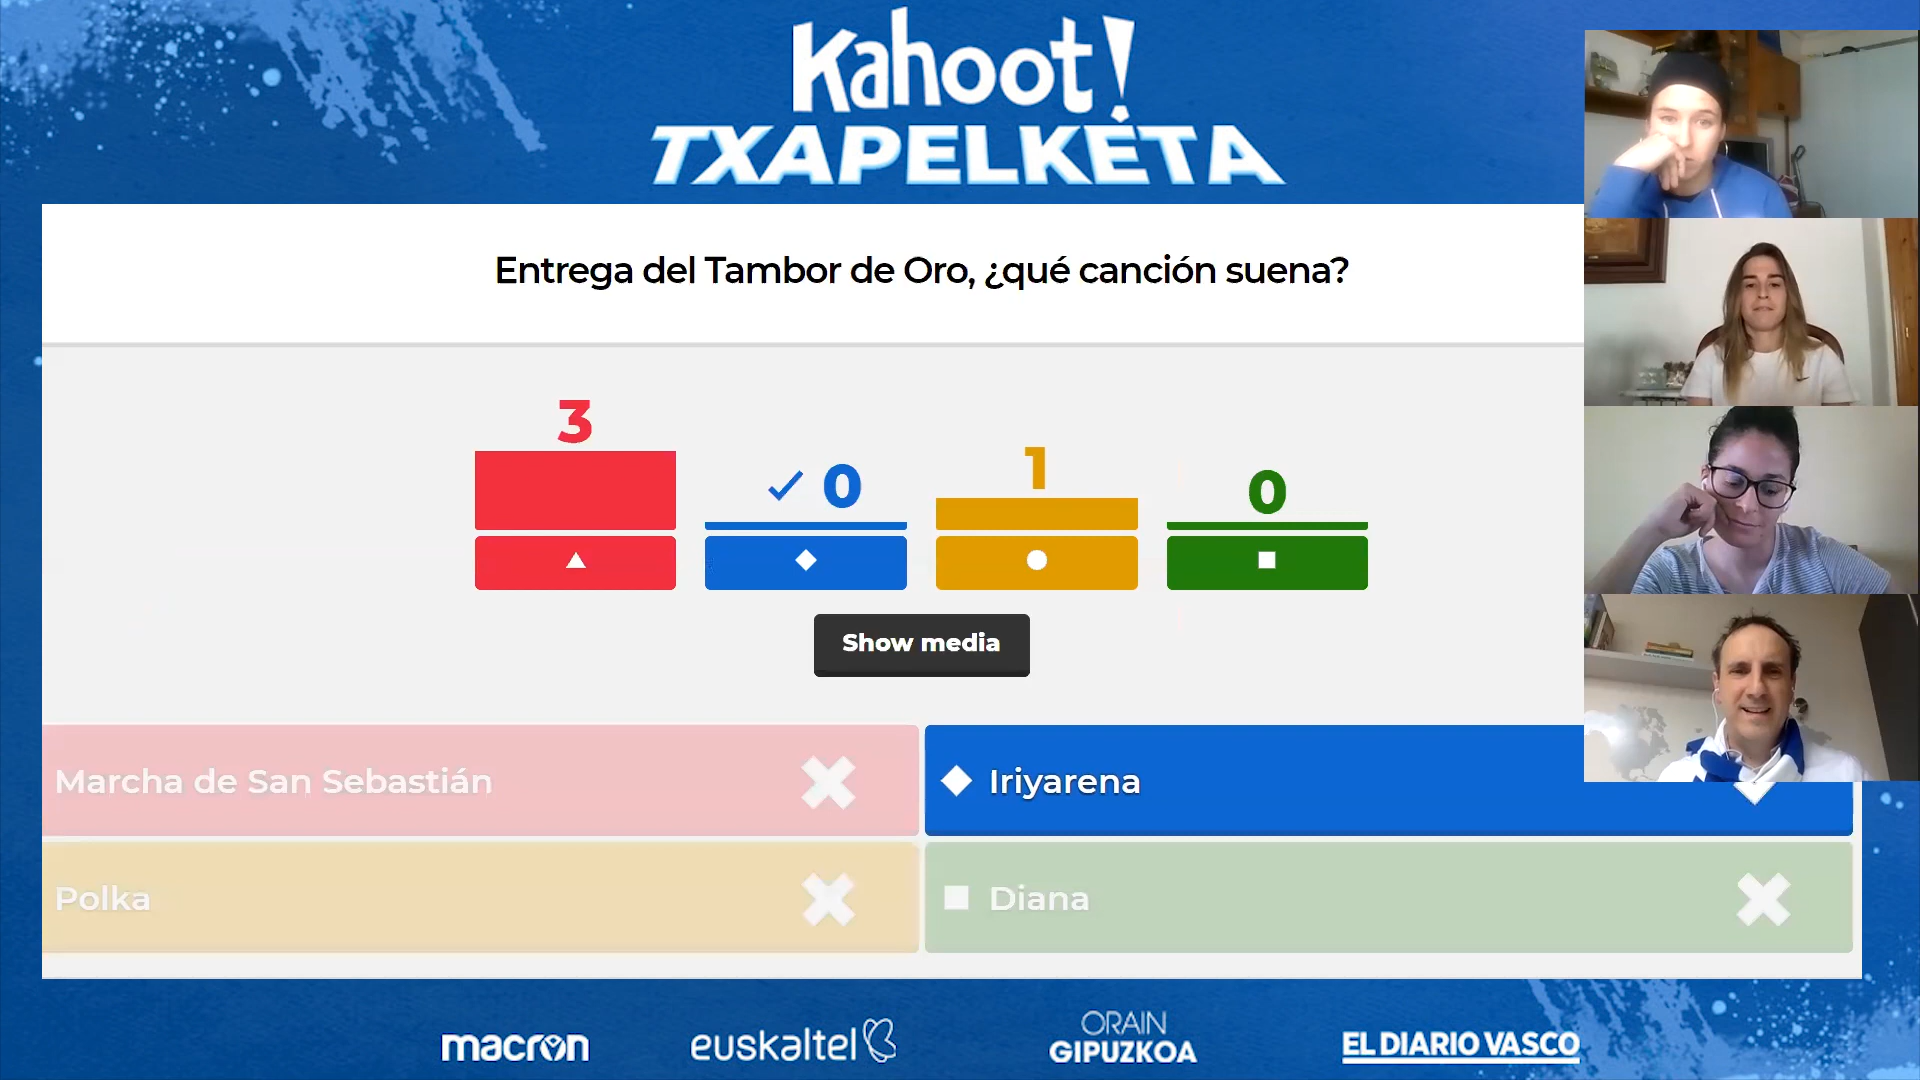 Kahoot!
TXAPELKETA
Entrega del Tambor de Oro, ¿qué canción suena?
3
0
1
0
Show media
Marcha de San Sebastián
Iriyarena
Polka
Diana
macron
euskaltel
ORAIN
GIPUZKOA
EL DIARIO VASCO